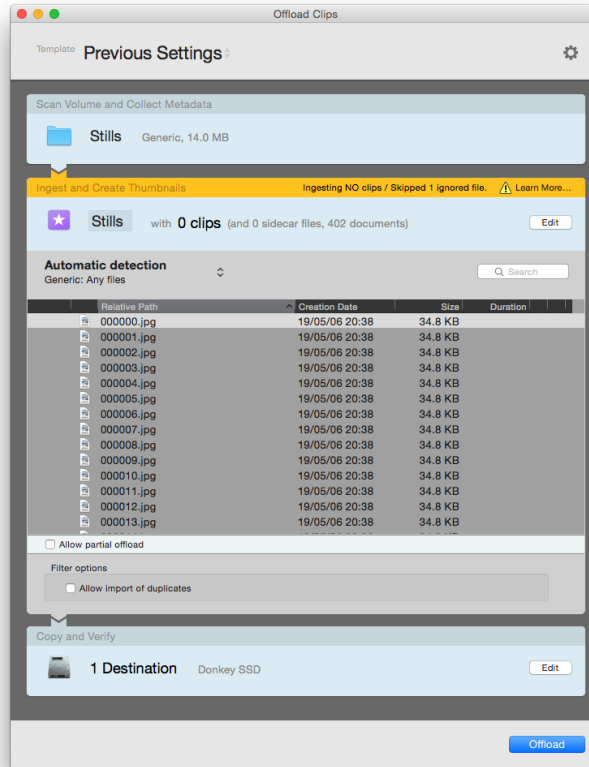 Offload Clips
Template Previous Settings
Scan Volume and Collect Metadata
Stills Generic, 14.0 MB
Ingest and Create Thumbnails Ingesting NO clips / Skipped 1 ignored file. Learn More...
Stills with 0 clips (and 0 sidecar files, 402 documents) Edit
Automatic detection
Generic: Any files
Search
Relative Path Creation Date Size Duration
000000.jpg 19/05/06 20:38 34.8 KB
000001.jpg 19/05/06 20:38 34.8 KB
000002.jpg 19/05/06 20:38 34.8 KB
000003.jpg 19/05/06 20:38 34.8 KB
000004.jpg 19/05/06 20:38 34.8 KB
000005.jpg 19/05/06 20:38 34.8 KB
000006.jpg 19/05/06 20:38 34.8 KB
000007.jpg 19/05/06 20:38 34.8 KB
000008.jpg 19/05/06 20:38 34.8 KB
000009.jpg 19/05/06 20:38 34.8 KB
000010.jpg 19/05/06 20:38 34.8 KB
000011.jpg 19/05/06 20:38 34.8 KB
000012.jpg 19/05/06 20:38 34.8 KB
000013.jpg 19/05/06 20:38 34.8 KB
Allow partial offload
Filter options
Allow import of duplicates
Copy and Verify
1 Destination Donkey SSD Edit
Offload